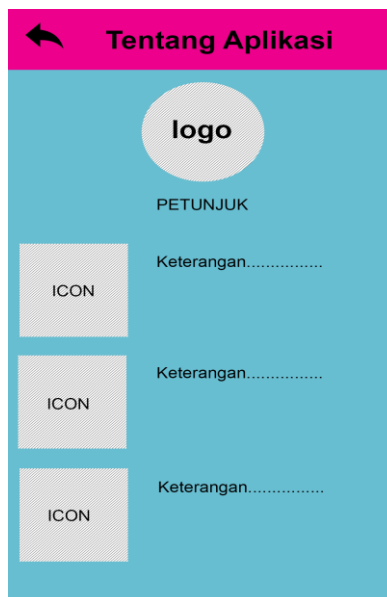 Tentang Aplikasi
logo
PETUNJUK
ICON
Keterangan................
ICON
Keterangan................
ICON
Keterangan................